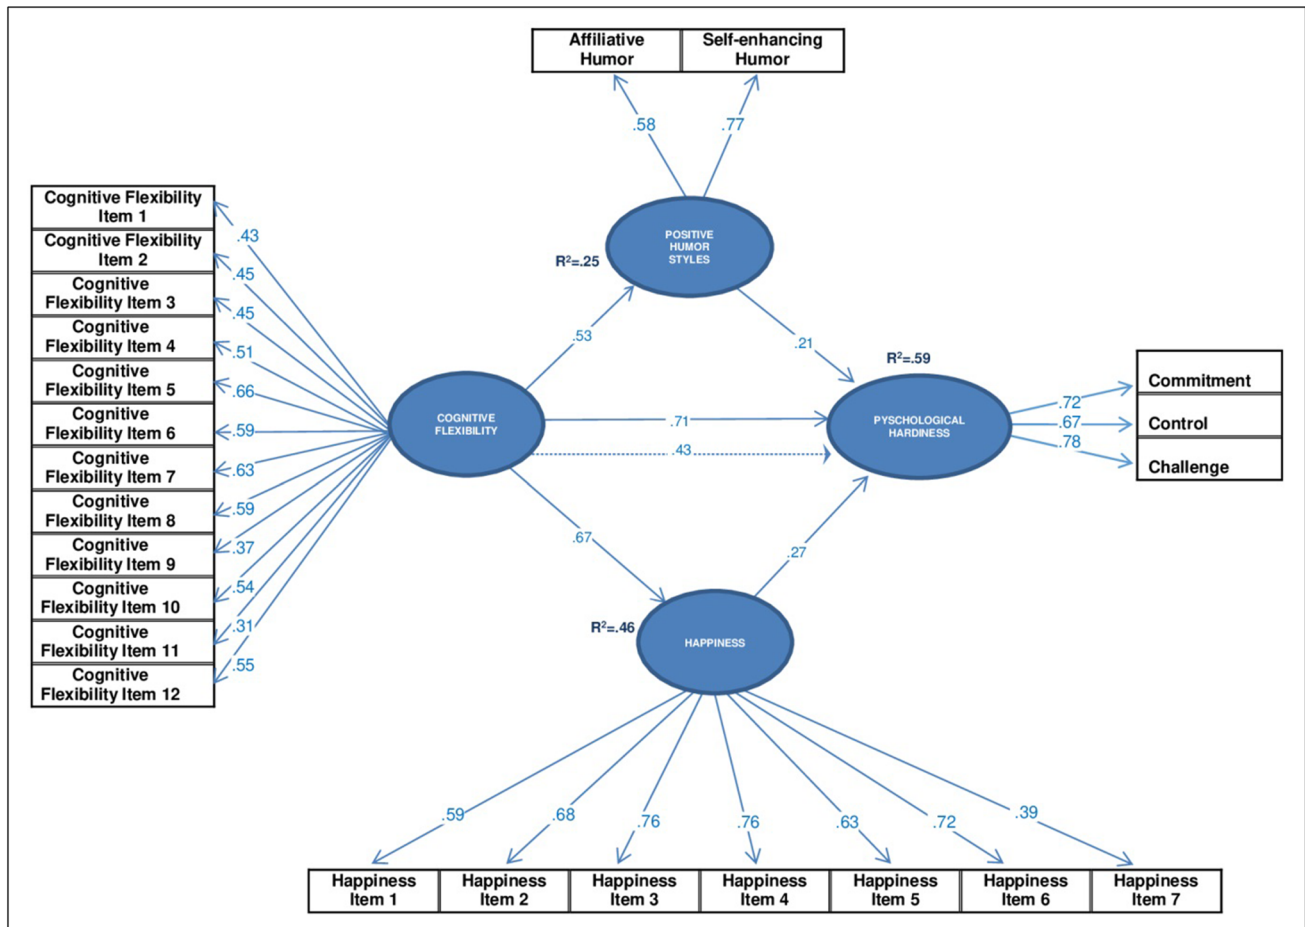 Affiliative
Humor
Self-enhancing
Humor
.58
.77
POSITIVE
HUMOR
STYLES
R²=.25
Cognitive Flexibility
Item 1
Cognitive Flexibility
Item 2
Cognitive
Flexibility Item 3
Cognitive
Flexibility Item 4
Cognitive
Flexibility Item 5
Cognitive
Flexibility Item 6
Cognitive
Flexibility Item 7
Cognitive
Flexibility Item 8
Cognitive
Flexibility Item 9
Cognitive
Flexibility Item 10
Cognitive
Flexibility Item 11
Cognitive
Flexibility Item 12
.43
.45
.45
.51
.66
.59
.63
.59
.37
.54
.31
.55
COGNITIVE
FLEXIBILITY
.53
.21
.71
.43
.67
.27
R²=.59
PYSCHOLOGICAL
HARDINESS
.72
.67
.78
Commitment
Control
Challenge
R²=.46
HAPPINESS
.59
.68
.76
.76
.63
.72
.39
Happiness
Item 1
Happiness
Item 2
Happiness
Item 3
Happiness
Item 4
Happiness
Item 5
Happiness
Item 6
Happiness
Item 7